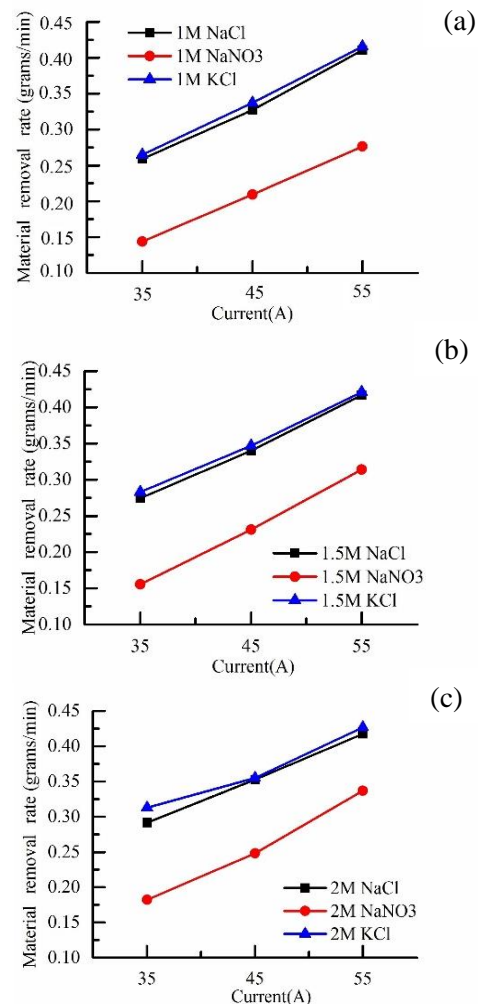 (a)
1M NaCl
1M NaNO3
1M KCl
Material removal rate (grams/min)
0.45
0.40
0.35
0.30
0.25
0.20
0.15
0.10
35 45 55
Current(A)
(b)
Material removal rate (grams/min)
0.45
0.40
0.35
0.30
0.25
0.20
0.15
0.10
1.5M NaCl
1.5M NaNO3
1.5M KCl
35 45 55
Current(A)
(c)
Material removal rate (grams/min)
0.45
0.40
0.35
0.30
0.25
0.20
0.15
0.10
2M NaCl
2M NaNO3
2M KCl
35 45 55
Current(A)